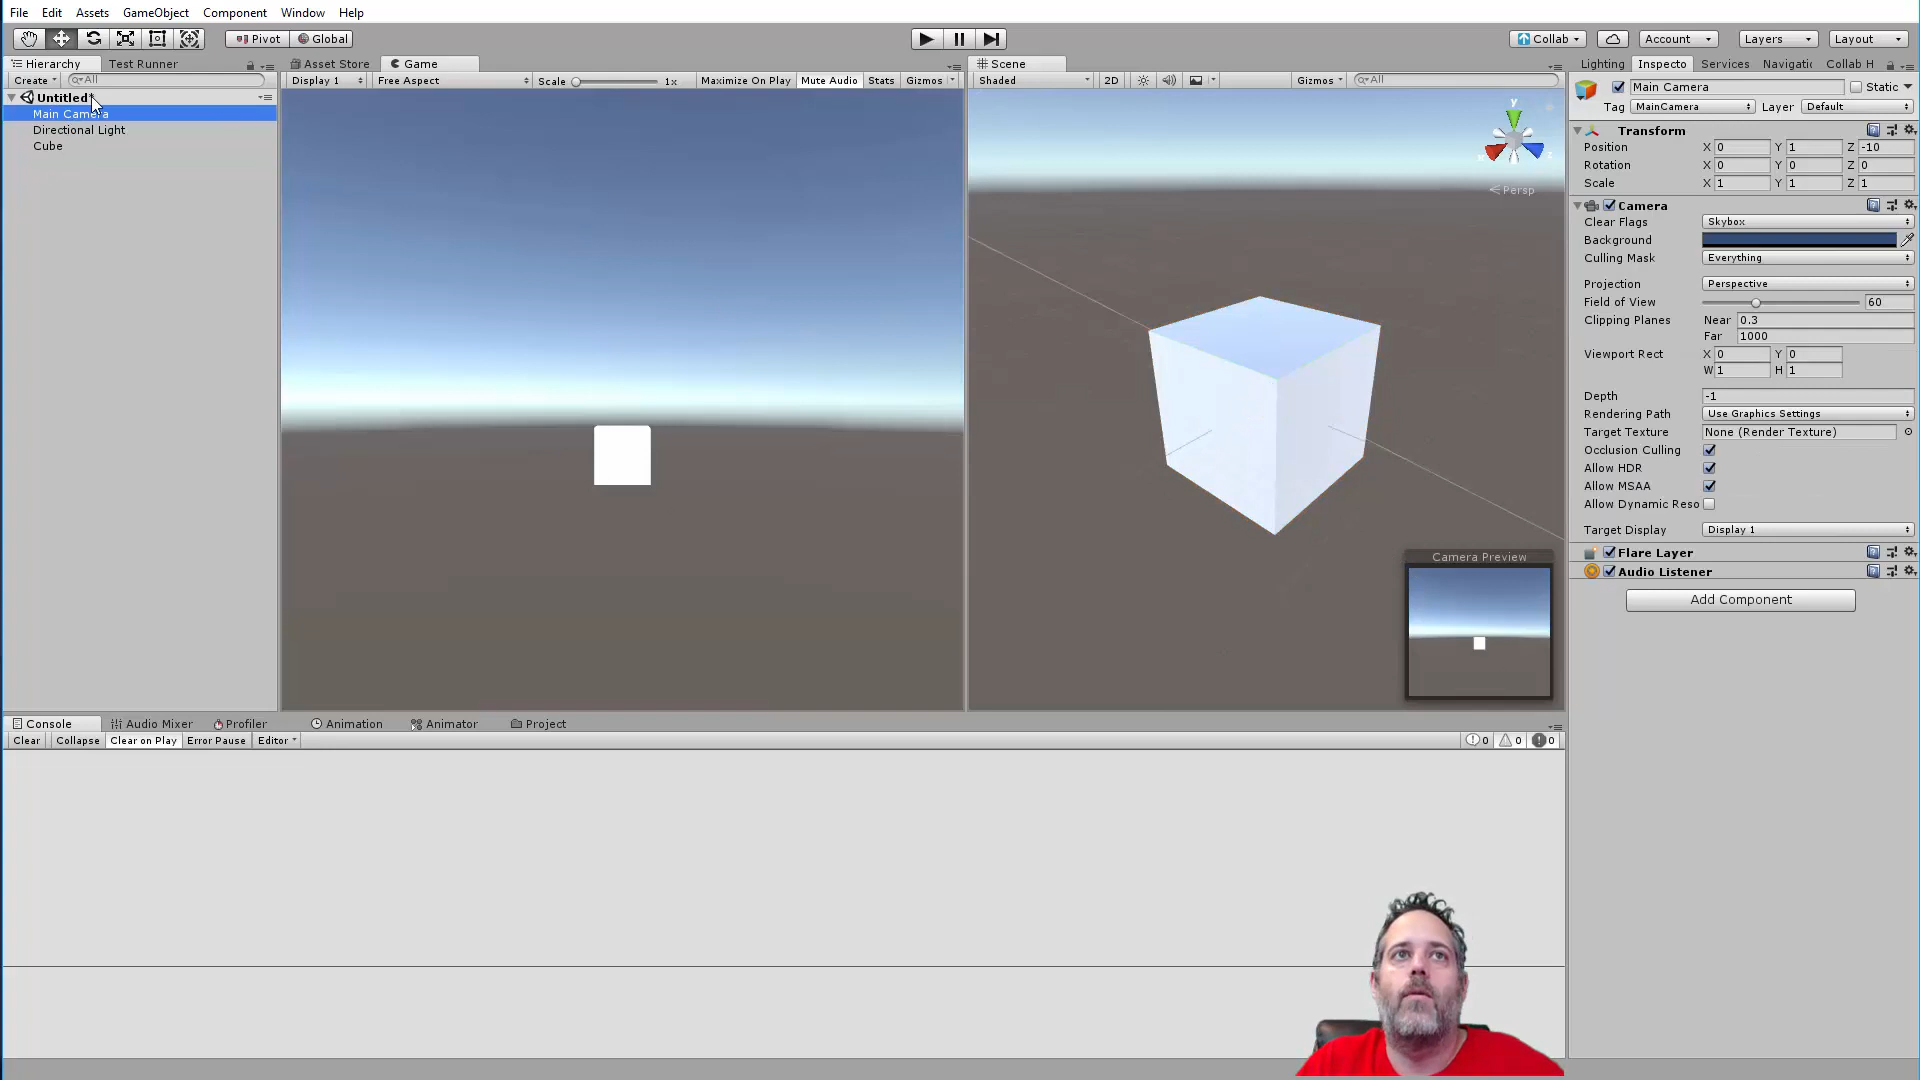 File Edit Assets GameObject Component Window Help
Pivot Global Collab Account Layers Layout
Hierarchy Test Runner Asset Store Game Scene Lighting Inspecto Services Navigatic Collab H
Create All Display 1 Free Aspect Scale 1x Maximize On Play Mute Audio Stats Gizmos Shaded 2D Gizmos All
Untitled*
Main Camera
Directional Light
Cube
y
Persp
Camera Preview
Main Camera Static
Tag MainCamera Layer Default
Transform
Position X 0 Y 1 Z -10
Rotation X 0 Y 0 Z 0
Scale X 1 Y 1 Z 1
Camera
Clear Flags Skybox
Background
Culling Mask Everything
Projection Perspective
Field of View 60
Clipping Planes Near 0.3
Far 1000
Viewport Rect X 0 Y 0
W 1 H 1
Depth -1
Rendering Path Use Graphics Settings
Target Texture None (Render Texture)
Occlusion Culling
Allow HDR
Allow MSAA
Allow Dynamic Reso
Target Display Display 1
Flare Layer
Audio Listener
Add Component
Console Audio Mixer Profiler Animation Animator Project
Clear Collapse Clear on Play Error Pause Editor 0 0 0